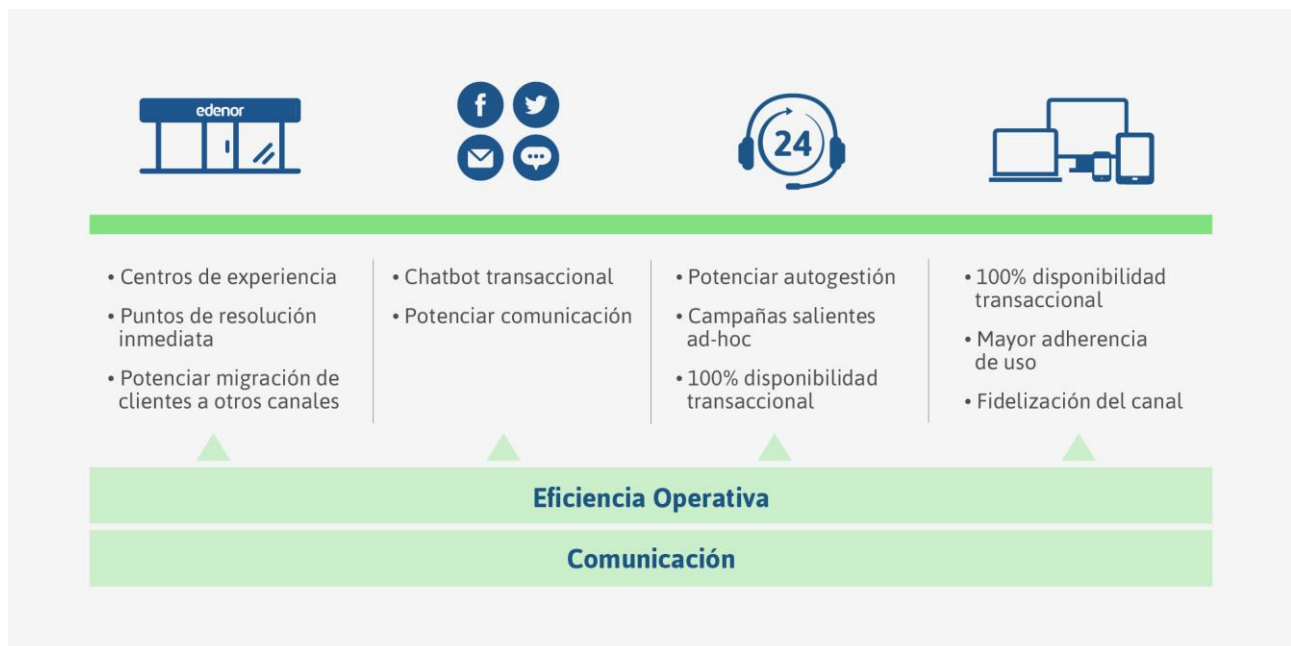 edenor
f
24
• Centros de experiencia
• Puntos de resolución
inmediata
• Potenciar migración de
clientes a otros canales
• Chatbot transaccional
• Potenciar comunicación
• Potenciar autogestión
• Campañas salientes
ad-hoc
• 100% disponibilidad
transaccional
• 100% disponibilidad
transaccional
• Mayor adherencia
de uso
• Fidelización del canal
Eficiencia Operativa
Comunicación